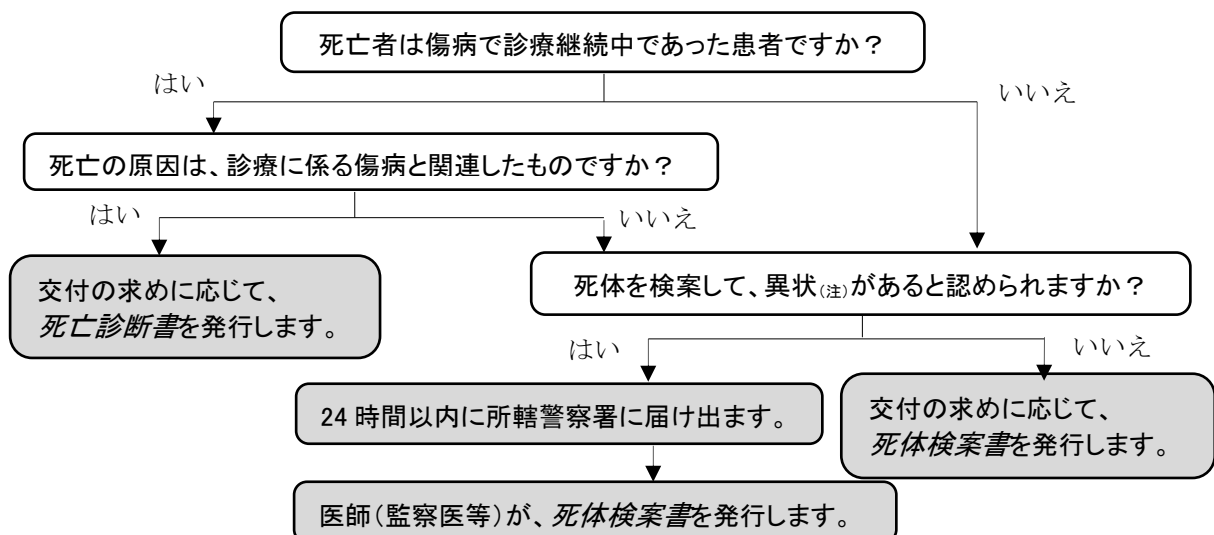 死亡者は傷病で診療継続中であった患者ですか？
はい
いいえ
死亡の原因は、診療に係る傷病と関連したものですか？
はい
いいえ
交付の求めに応じて、
死亡診断書を発行します。
死体を検案して、異状(注)があると認められますか？
はい
いいえ
24 時間以内に所轄警察署に届け出ます。
交付の求めに応じて、
死体検案書を発行します。
医師（監察医等）が、死体検案書を発行します。